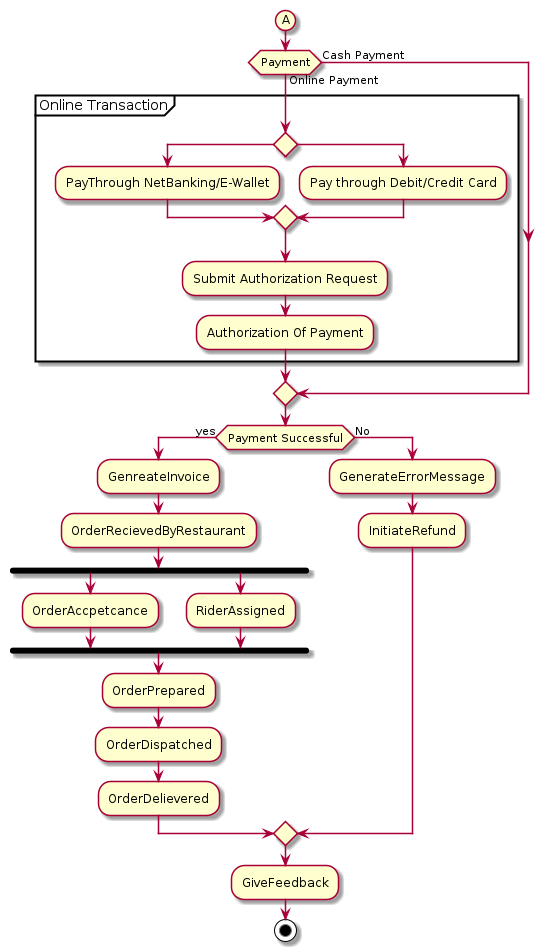 A
Payment
Cash Payment
Online Payment
Online Transaction
PayThrough NetBanking/E-Wallet
Pay through Debit/Credit Card
Submit Authorization Request
Authorization Of Payment
yes
Payment Successful
No
GenreateInvoice
GenerateErrorMessage
OrderRecievedByRestaurant
InitiateRefund
OrderAccpetcance
RiderAssigned
OrderPrepared
OrderDispatched
OrderDelievered
GiveFeedback